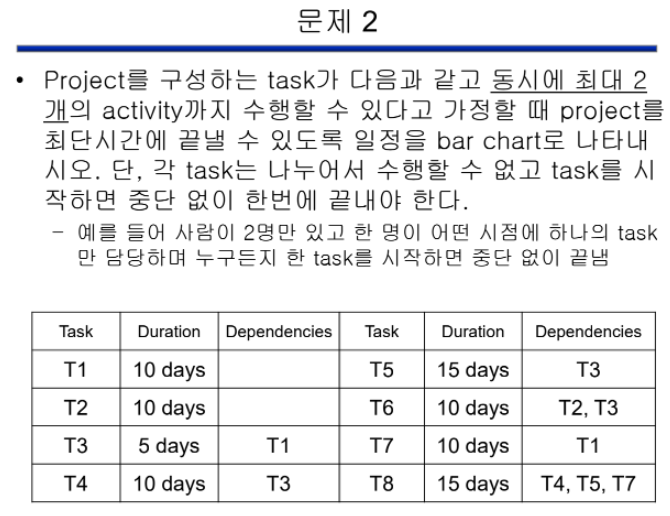 문제 2
• Project를 구성하는 task가 다음과 같고 동시에 최대 2
개의 activity까지 수행할 수 있다고 가정할 때 project를
최단시간에 끝낼 수 있도록 일정을 bar chart로 나타내
시오. 단, 각 task는 나누어서 수행할 수 없고 task를 시
작하면 중단 없이 한번에 끝내야 한다.
– 예를 들어 사람이 2명만 있고 한 명이 어떤 시점에 하나의 task
만 담당하며 누구든지 한 task를 시작하면 중단 없이 끝냄
Task Duration Dependencies Task Duration Dependencies
T1 10 days T5 15 days T3
T2 10 days T6 10 days T2, T3
T3 5 days T1 T7 10 days T1
T4 10 days T3 T8 15 days T4, T5, T7